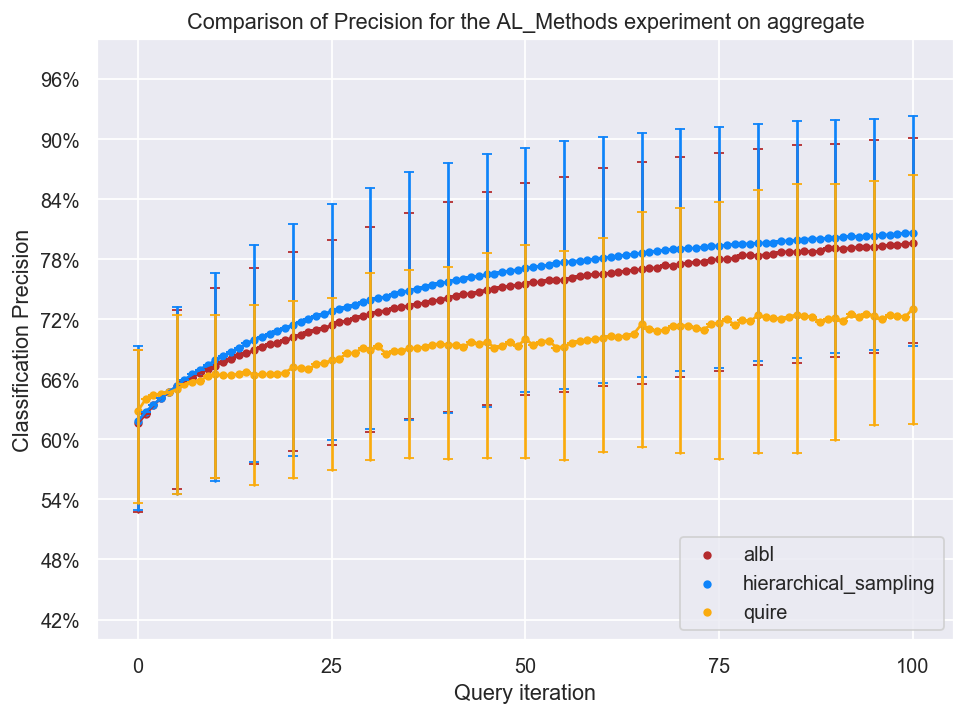 Comparison of Precision for the AL_Methods experiment on aggregate
Classification Precision
96%
90%
84%
78%
72%
66%
60%
54%
48%
42%
albl
hierarchical_sampling
quire
0 25 50 75 100
Query iteration